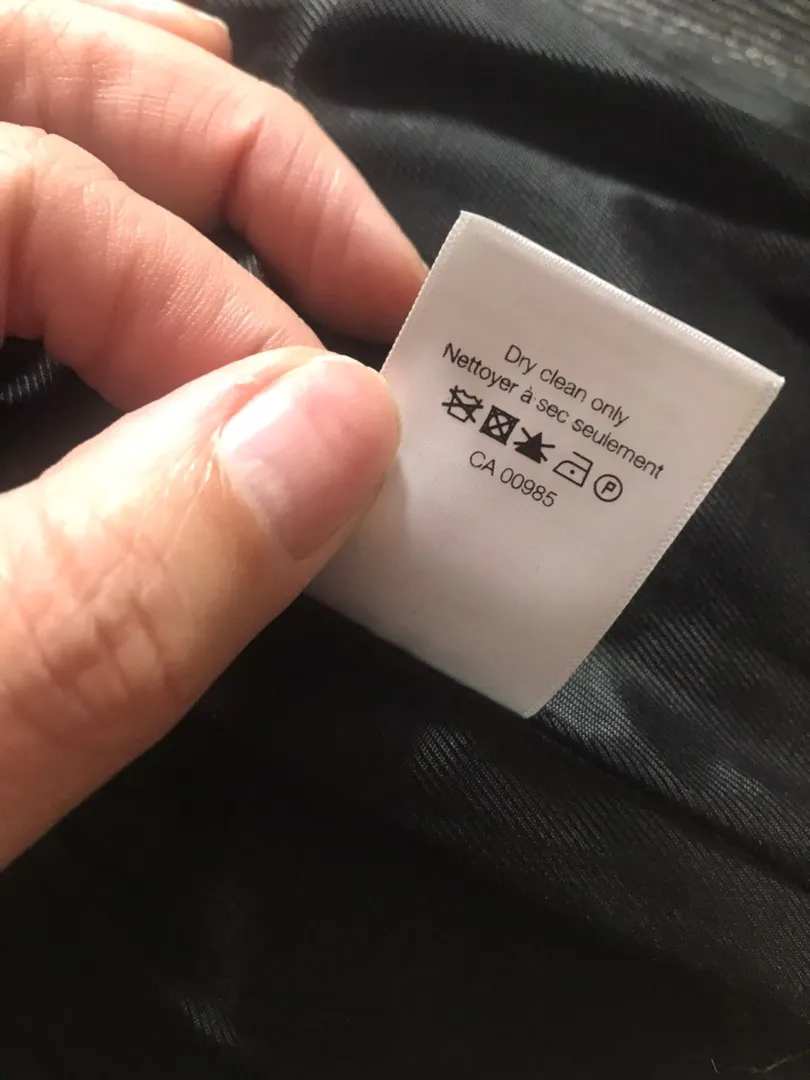 Dry clean only
Nettoyer à sec seulement
P
CA 00985